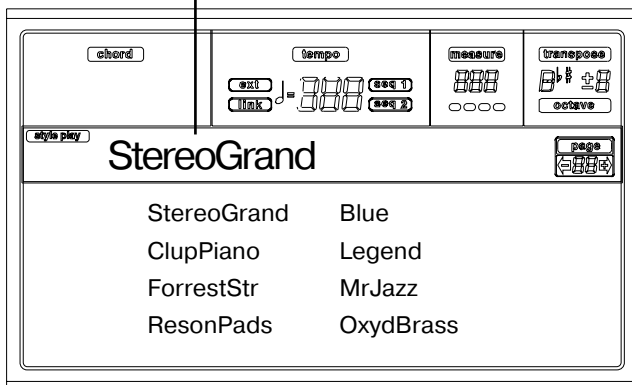 chord
tempo
measure
transpose
ext
seq 1
link
seq 2
octave
style play
StereoGrand
page
StereoGrand Blue
ClupPiano Legend
ForrestStr MrJazz
ResonPads OxydBrass